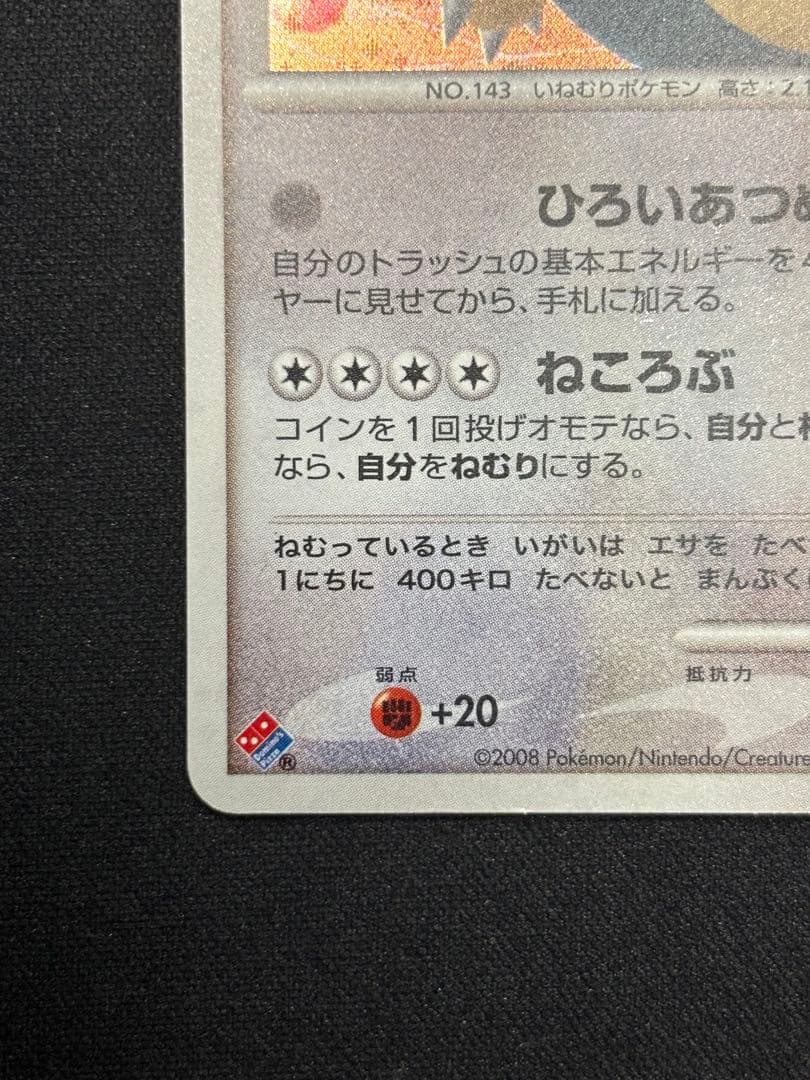 NO.143 いねむりポケモン 高さ:2.1
ひろいあつめ
自分のトラッシュの基本エネルギーを4
ヤーに見せてから、手札に加える。
ねころぶ
コインを1回投げオモテなら、自分と
なら、自分をねむりにする。
ねむっているとき いがいは エサを たべ
1にちに 400キロ たべないと まんぷく
弱点
抵抗力
+20
Domino's Pizza ®
©2008 Pokémon/Nintendo/Creature